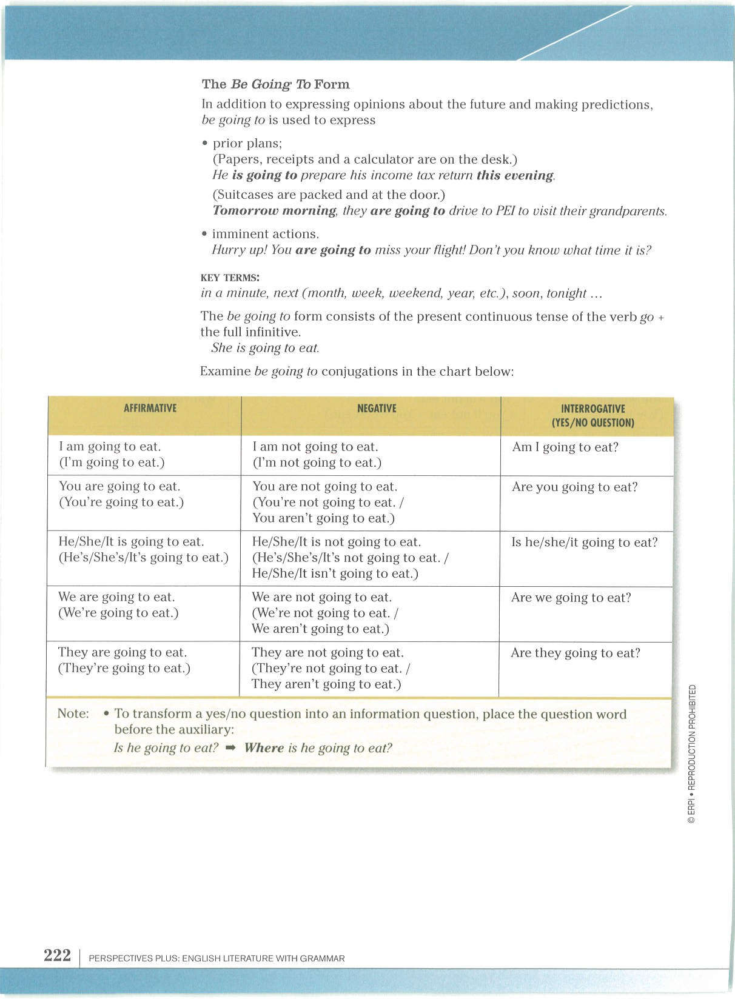 The Be Going To Form
In addition to expressing opinions about the future and making predictions,
be going to is used to express
• prior plans;
(Papers, receipts and a calculator are on the desk.)
He is going to prepare his income tax return this evening.
(Suitcases are packed and at the door.)
Tomorrow morning, they are going to drive to PEI to visit their grandparents.
• imminent actions.
Hurry up! You are going to miss your flight! Don't you know what time it is?
KEY TERMS:
in a minute, next (month, week, weekend, year, etc.), soon, tonight ...
The be going to form consists of the present continuous tense of the verb go +
the full infinitive.
She is going to eat.
Examine be going to conjugations in the chart below:
AFFIRMATIVE
NEGATIVE
INTERROGATIVE
(YES/NO QUESTION)
I am going to eat.
(I'm going to eat.)
I am not going to eat.
(I'm not going to eat.)
Am I going to eat?
You are going to eat.
(You're going to eat.)
You are not going to eat.
(You're not going to eat. /
You aren't going to eat.)
Are you going to eat?
He/She/It is going to eat.
(He's/She's/It's going to eat.)
He/She/It is not going to eat.
(He's/She's/It's not going to eat. /
He/She/It isn't going to eat.)
Is he/she/it going to eat?
We are going to eat.
(We're going to eat.)
We are not going to eat.
(We're not going to eat. /
We aren't going to eat.)
Are we going to eat?
They are going to eat.
(They're going to eat.)
They are not going to eat.
(They're not going to eat. /
They aren't going to eat.)
Are they going to eat?
Note: • To transform a yes/no question into an information question, place the question word
before the auxiliary:
Is he going to eat? ➡ Where is he going to eat?
© ERPI • REPRODUCTION PROHIBITED
222 | PERSPECTIVES PLUS: ENGLISH LITERATURE WITH GRAMMAR